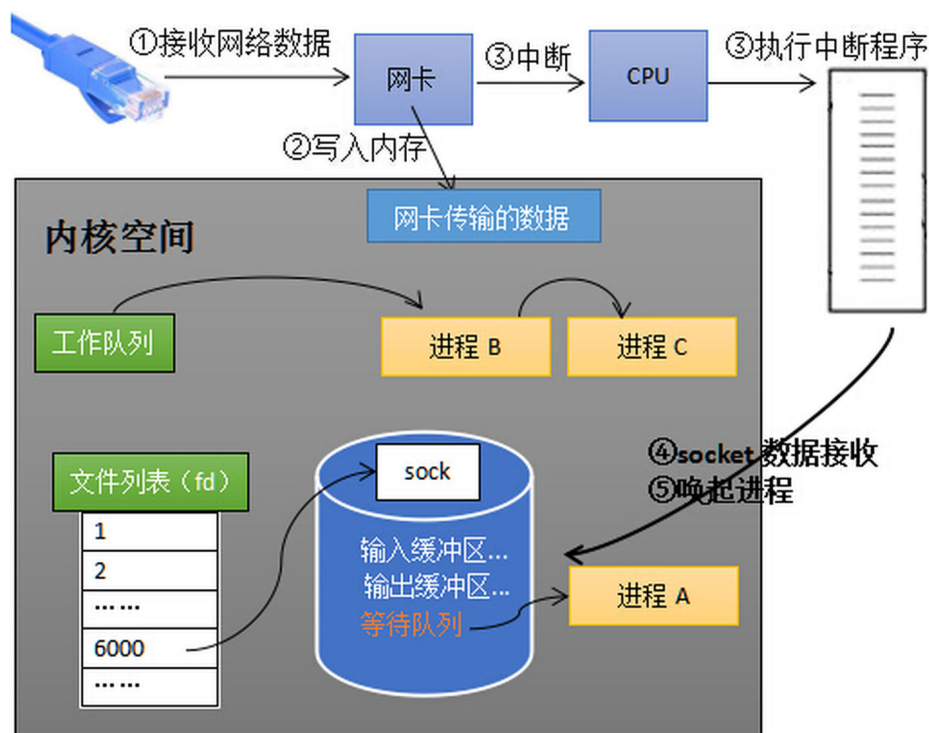 ①接收网络数据
网卡
③中断
CPU
③执行中断程序
②写入内存
网卡传输的数据
内核空间
工作队列
进程 B
进程 C
④socket 数据接收
⑤唤起进程
文件列表（fd）
1
2
……
6000
……
sock
输入缓冲区...
输出缓冲区...
等待队列
进程 A